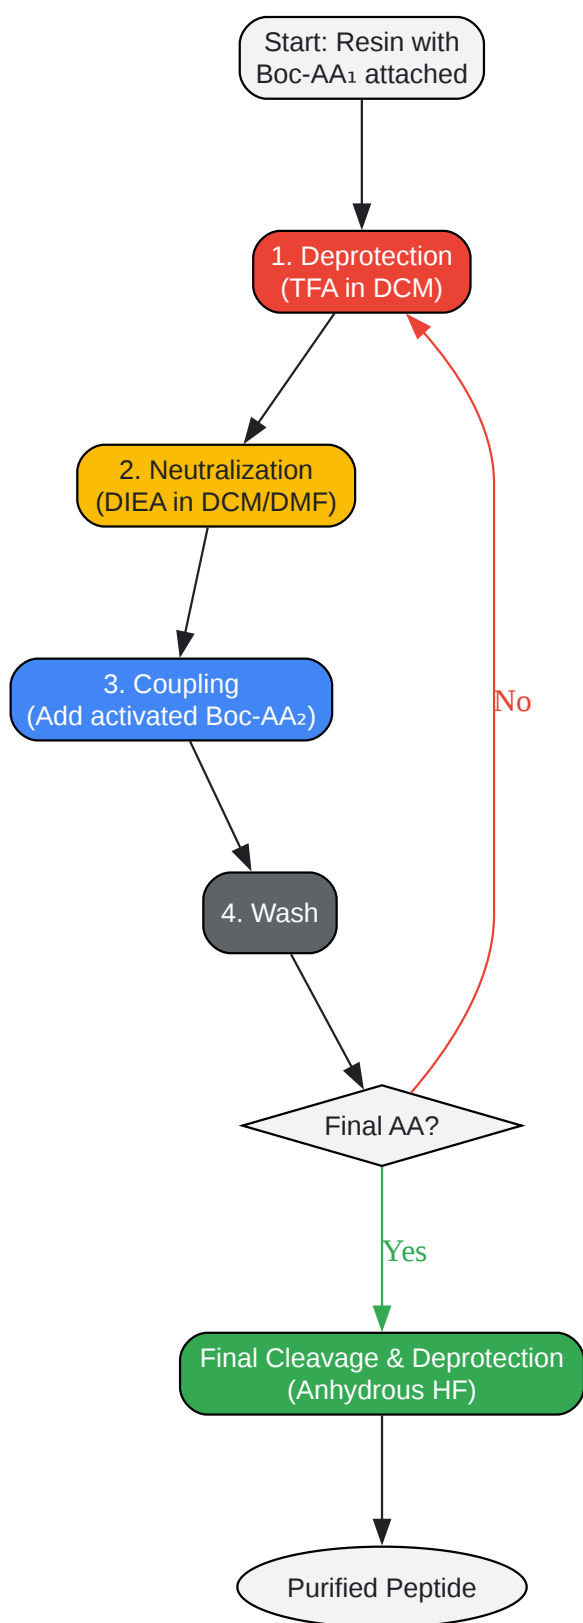 Start: Resin with
Boc-AA₁ attached
1. Deprotection
(TFA in DCM)
2. Neutralization
(DIEA in DCM/DMF)
3. Coupling
(Add activated Boc-AA₂)
No
4. Wash
Final AA?
Yes
Final Cleavage & Deprotection
(Anhydrous HF)
Purified Peptide